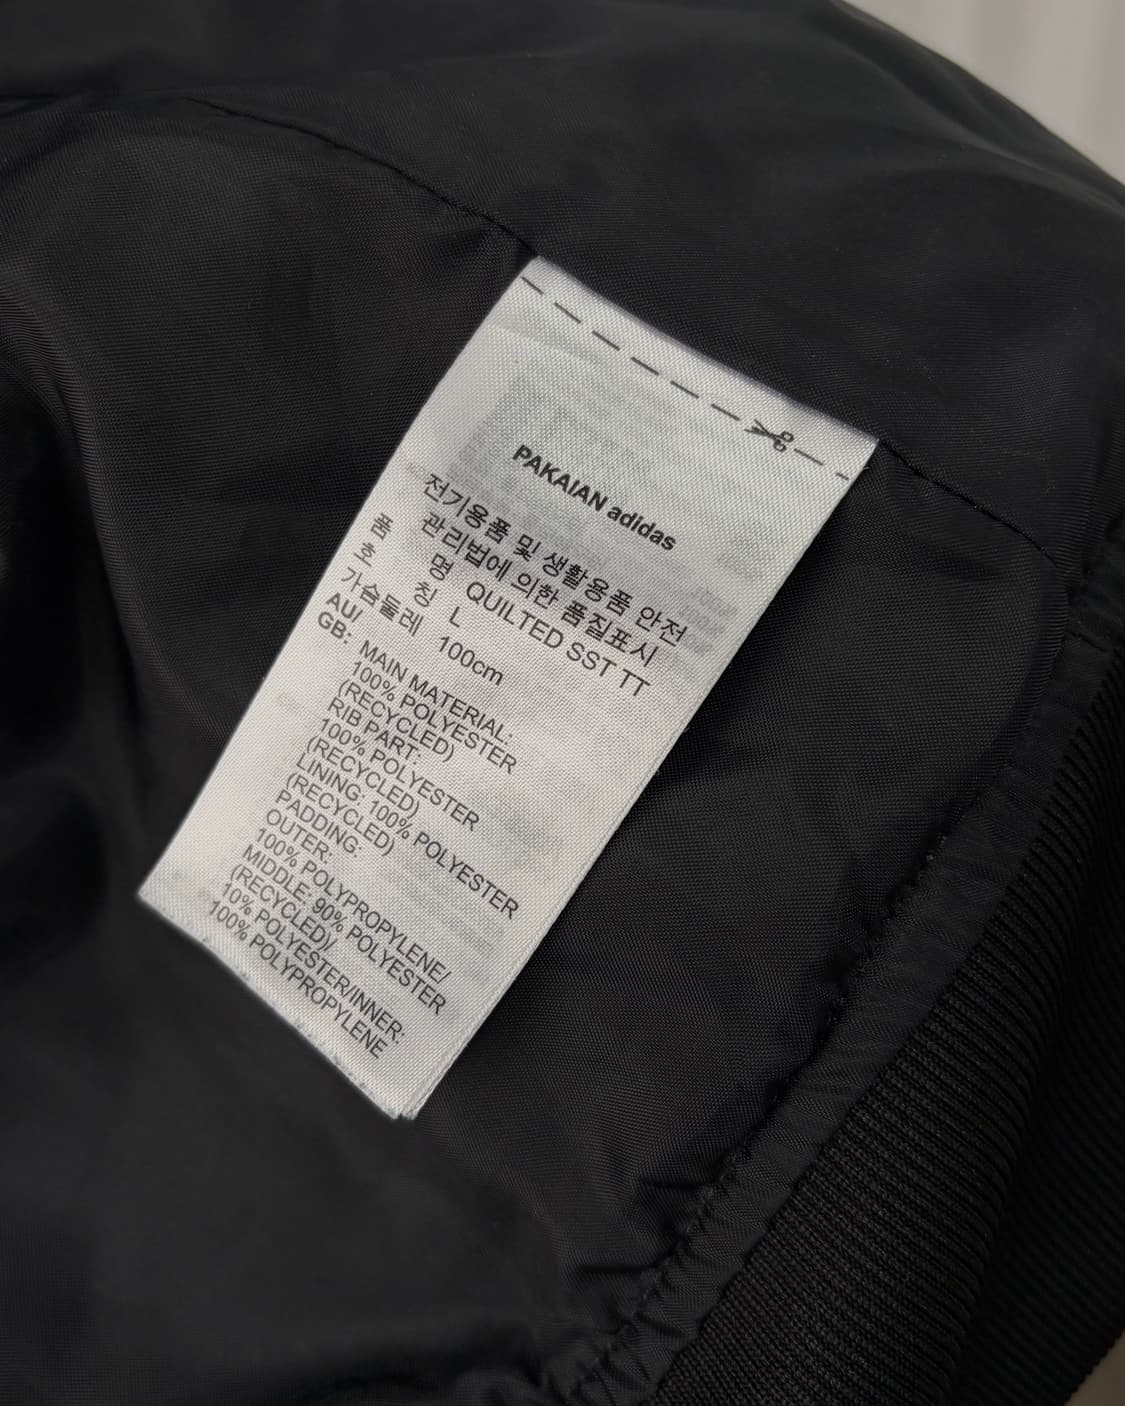 PAKAIAN adidas
전기용품 및 생활용품 안전
관리법에 의한 품질표시
품 명 QUILTED SST TT
호 칭 L
가슴둘레 100cm
AU/
GB: MAIN MATERIAL:
100% POLYESTER
(RECYCLED)
RIB PART:
100% POLYESTER
(RECYCLED)
LINING: 100% POLYESTER
(RECYCLED)
PADDING:
OUTER:
100% POLYPROPYLENE/
MIDDLE: 90% POLYESTER
(RECYCLED)/
10% POLYESTER/INNER:
100% POLYPROPYLENE